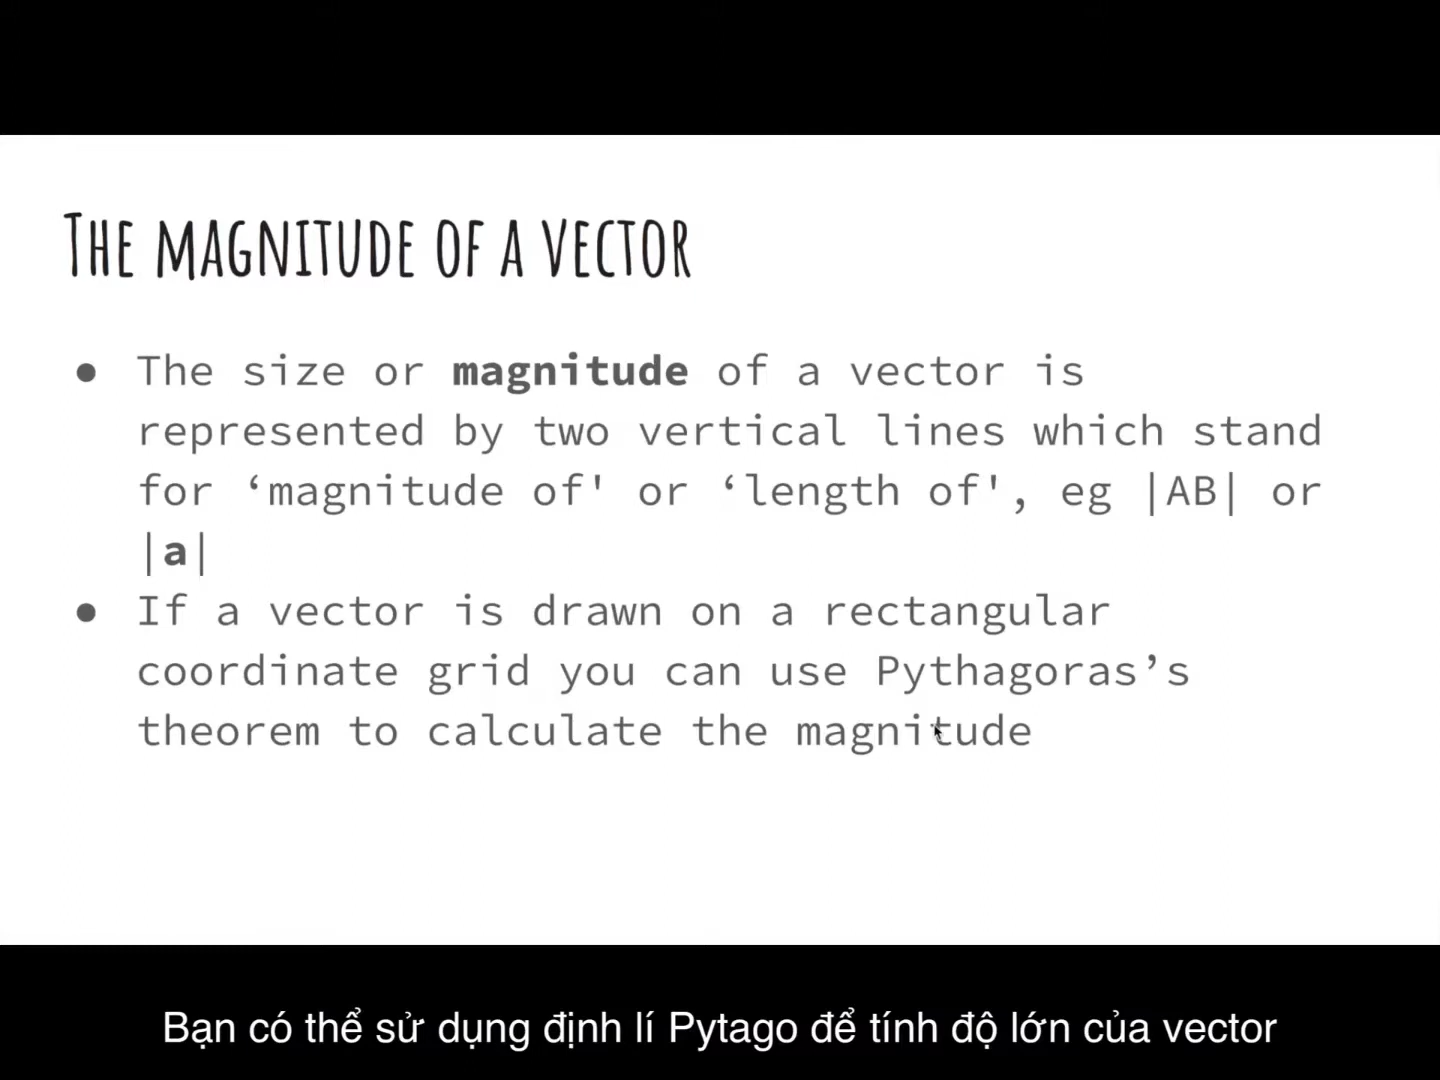 THE MAGNITUDE OF A VECTOR
● The size or magnitude of a vector is
represented by two vertical lines which stand
for ‘magnitude of' or ‘length of', eg |AB| or
|a|
● If a vector is drawn on a rectangular
coordinate grid you can use Pythagoras’s
theorem to calculate the magnitude
Bạn có thể sử dụng định lí Pytago để tính độ lớn của vector